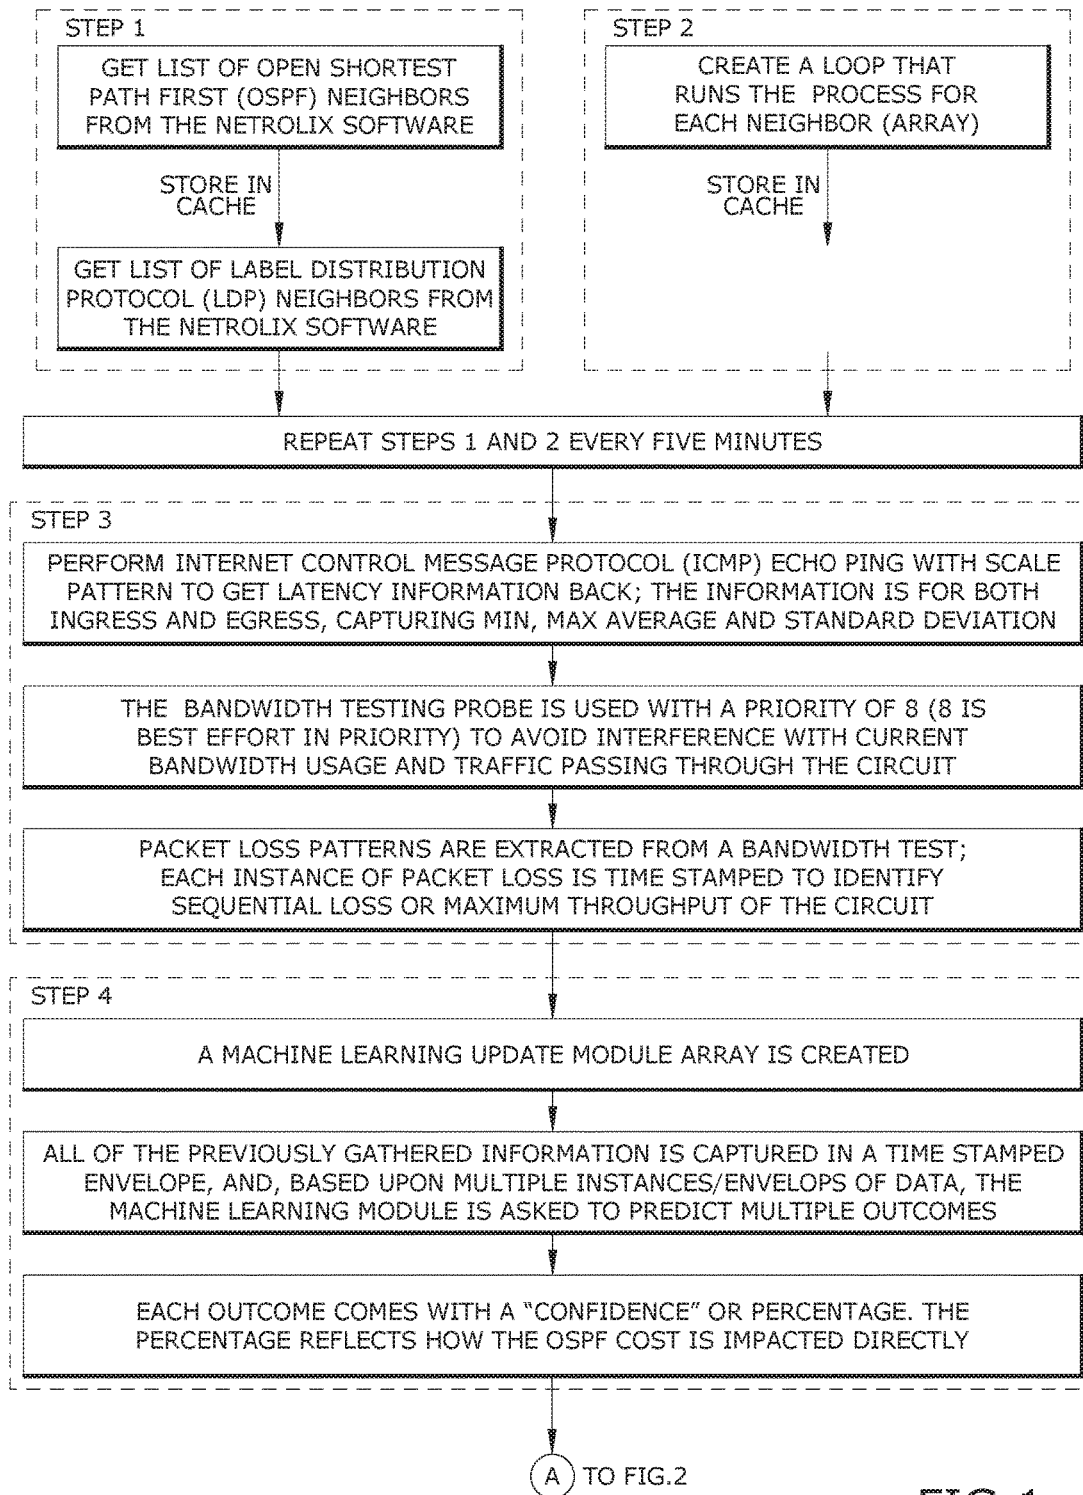 STEP 1
GET LIST OF OPEN SHORTEST
PATH FIRST (OSPF) NEIGHBORS
FROM THE NETROLIX SOFTWARE
STORE IN
CACHE
GET LIST OF LABEL DISTRIBUTION
PROTOCOL (LDP) NEIGHBORS FROM
THE NETROLIX SOFTWARE
STEP 2
CREATE A LOOP THAT
RUNS THE PROCESS FOR
EACH NEIGHBOR (ARRAY)
STORE IN
CACHE
REPEAT STEPS 1 AND 2 EVERY FIVE MINUTES
STEP 3
PERFORM INTERNET CONTROL MESSAGE PROTOCOL (ICMP) ECHO PING WITH SCALE
PATTERN TO GET LATENCY INFORMATION BACK; THE INFORMATION IS FOR BOTH
INGRESS AND EGRESS, CAPTURING MIN, MAX AVERAGE AND STANDARD DEVIATION
THE BANDWIDTH TESTING PROBE IS USED WITH A PRIORITY OF 8 (8 IS
BEST EFFORT IN PRIORITY) TO AVOID INTERFERENCE WITH CURRENT
BANDWIDTH USAGE AND TRAFFIC PASSING THROUGH THE CIRCUIT
PACKET LOSS PATTERNS ARE EXTRACTED FROM A BANDWIDTH TEST;
EACH INSTANCE OF PACKET LOSS IS TIME STAMPED TO IDENTIFY
SEQUENTIAL LOSS OR MAXIMUM THROUGHPUT OF THE CIRCUIT
STEP 4
A MACHINE LEARNING UPDATE MODULE ARRAY IS CREATED
ALL OF THE PREVIOUSLY GATHERED INFORMATION IS CAPTURED IN A TIME STAMPED
ENVELOPE, AND, BASED UPON MULTIPLE INSTANCES/ENVELOPS OF DATA, THE
MACHINE LEARNING MODULE IS ASKED TO PREDICT MULTIPLE OUTCOMES
EACH OUTCOME COMES WITH A "CONFIDENCE" OR PERCENTAGE. THE
PERCENTAGE REFLECTS HOW THE OSPF COST IS IMPACTED DIRECTLY
A TO FIG.2
FIG.1